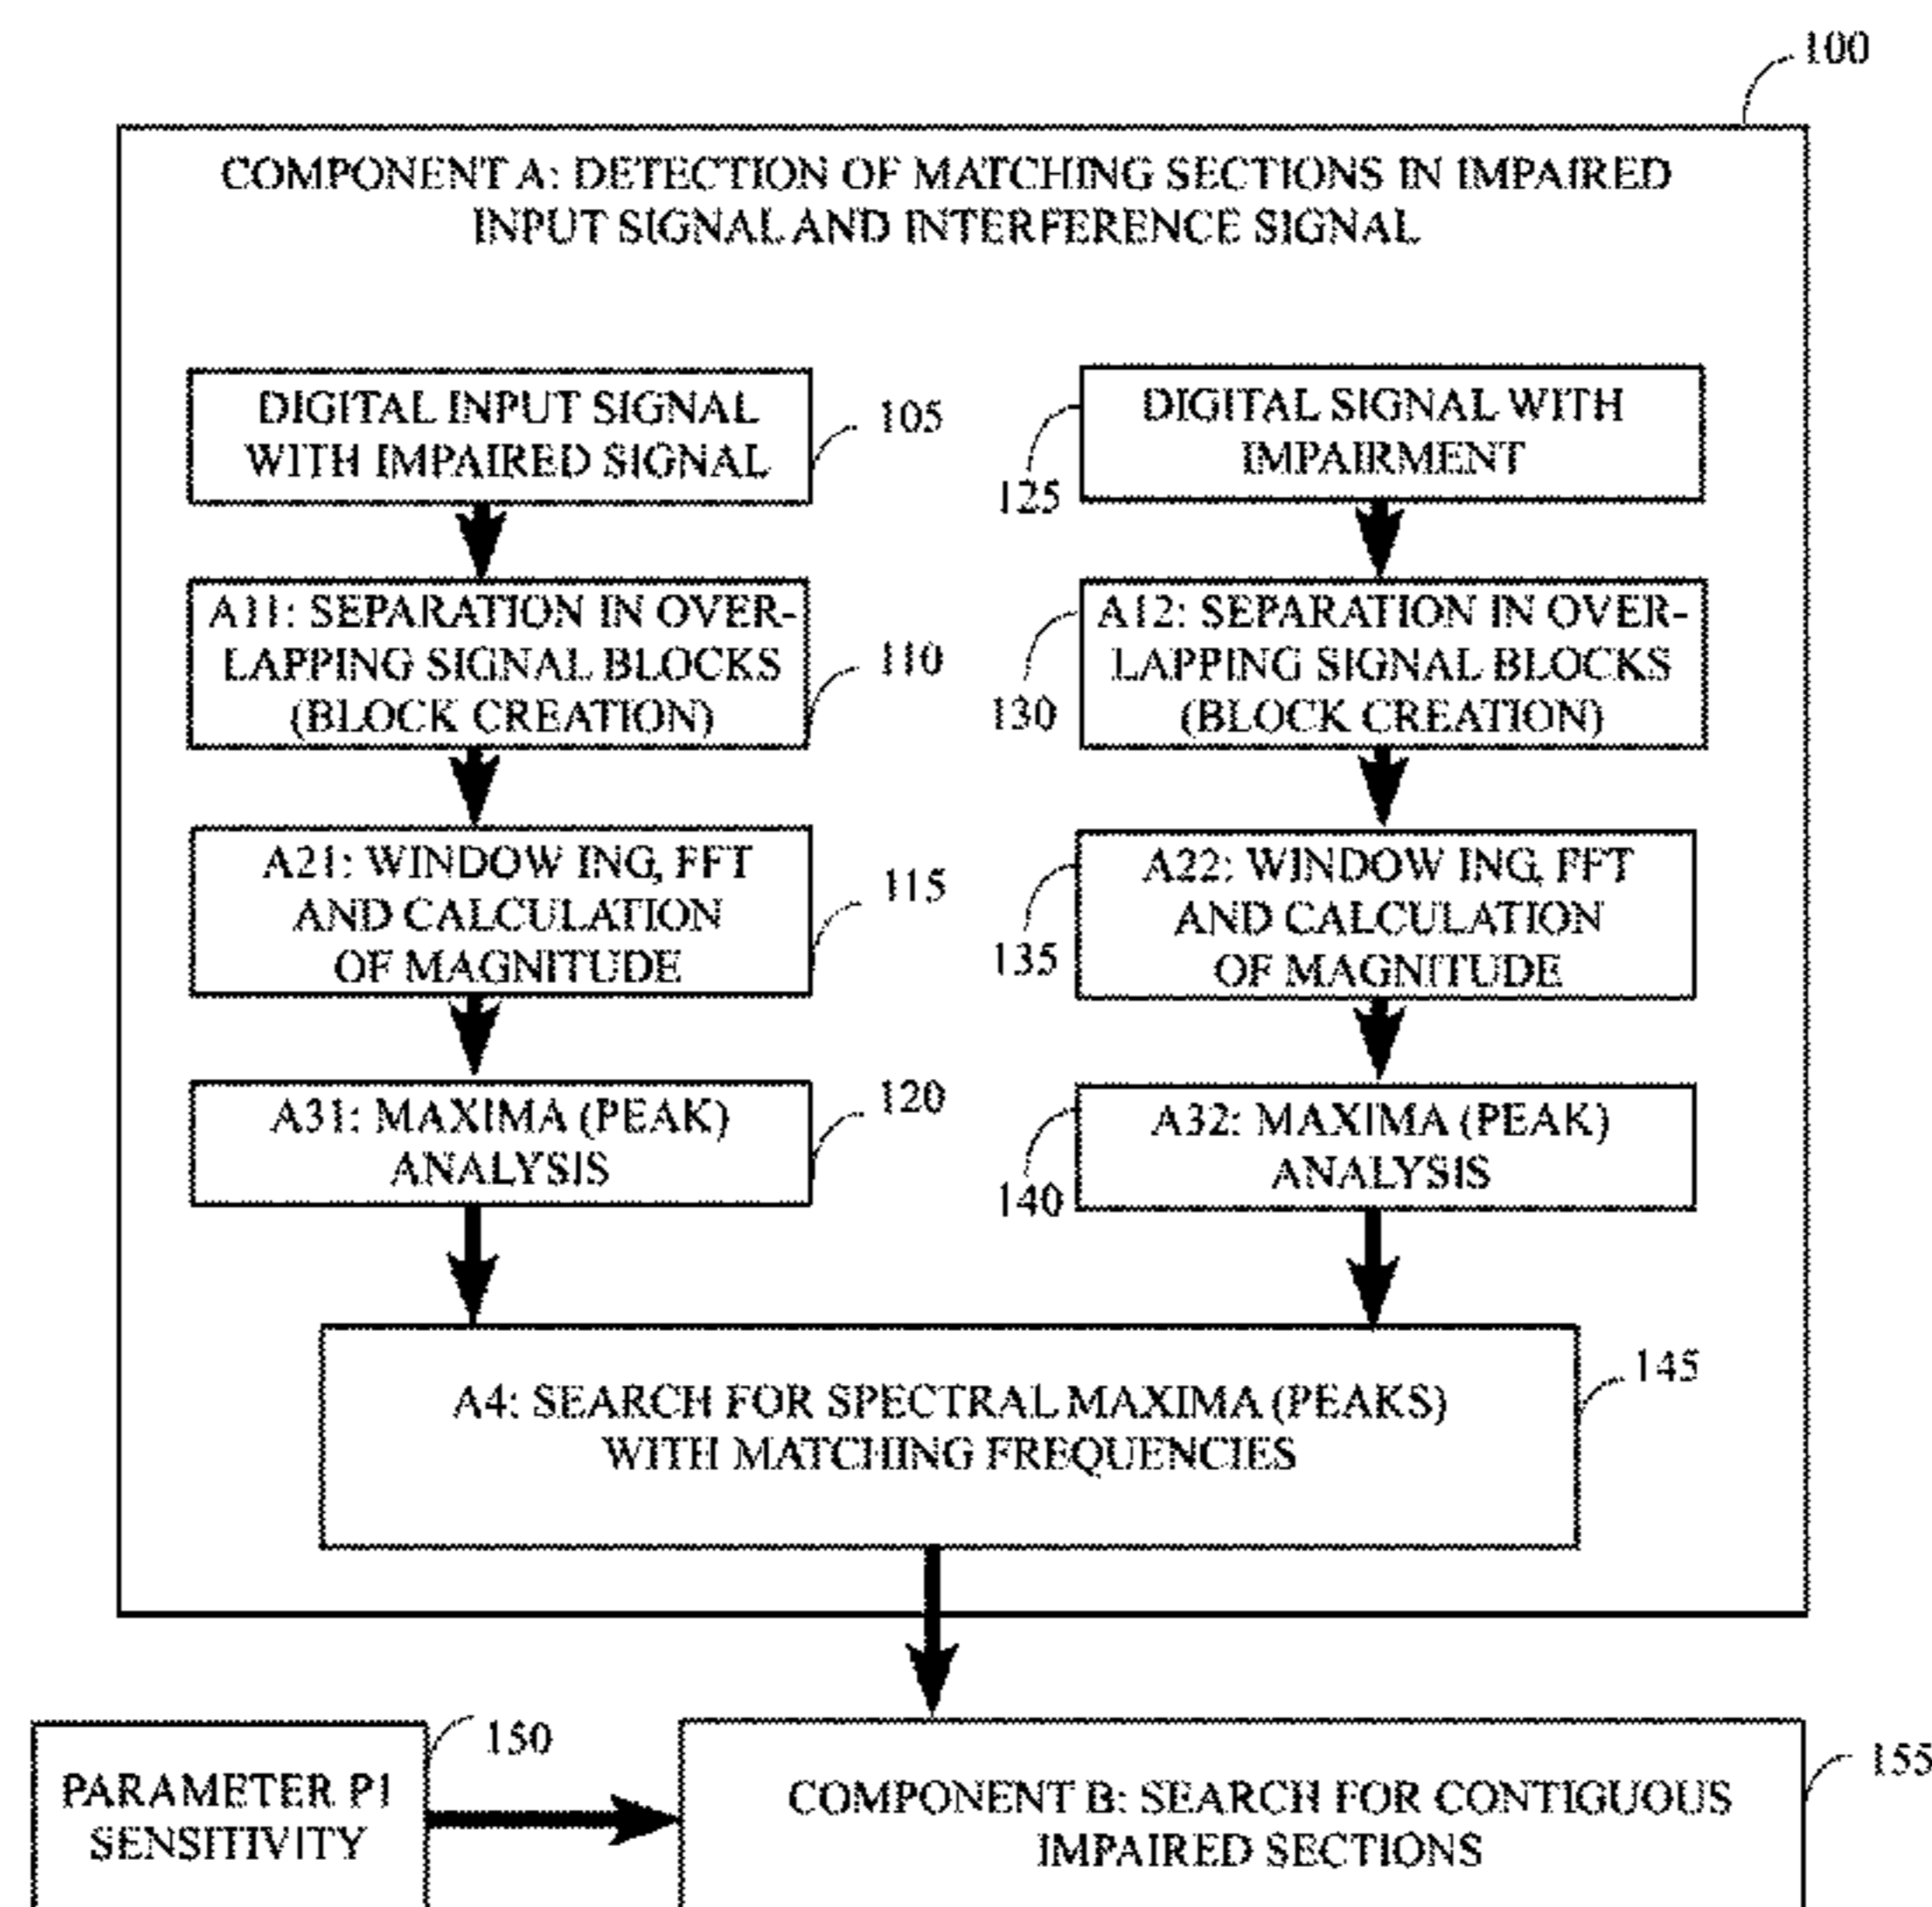 100
COMPONENT A: DETECTION OF MATCHING SECTIONS IN IMPAIRED
INPUT SIGNAL AND INTERFERENCE SIGNAL
DIGITAL INPUT SIGNAL
WITH IMPAIRED SIGNAL
105
125
DIGITAL SIGNAL WITH
IMPAIRMENT
A11: SEPARATION IN OVER-
LAPPING SIGNAL BLOCKS
(BLOCK CREATION)
110
130
A12: SEPARATION IN OVER-
LAPPING SIGNAL BLOCKS
(BLOCK CREATION)
A21: WINDOW ING, FFT
AND CALCULATION
OF MAGNITUDE
115
135
A22: WINDOW ING, FFT
AND CALCULATION
OF MAGNITUDE
A31: MAXIMA (PEAK)
ANALYSIS
120
140
A32: MAXIMA (PEAK)
ANALYSIS
A4: SEARCH FOR SPECTRAL MAXIMA (PEAKS)
WITH MATCHING FREQUENCIES
145
PARAMETER P1
SENSITIVITY
150
COMPONENT B: SEARCH FOR CONTIGUOUS
IMPAIRED SECTIONS
155